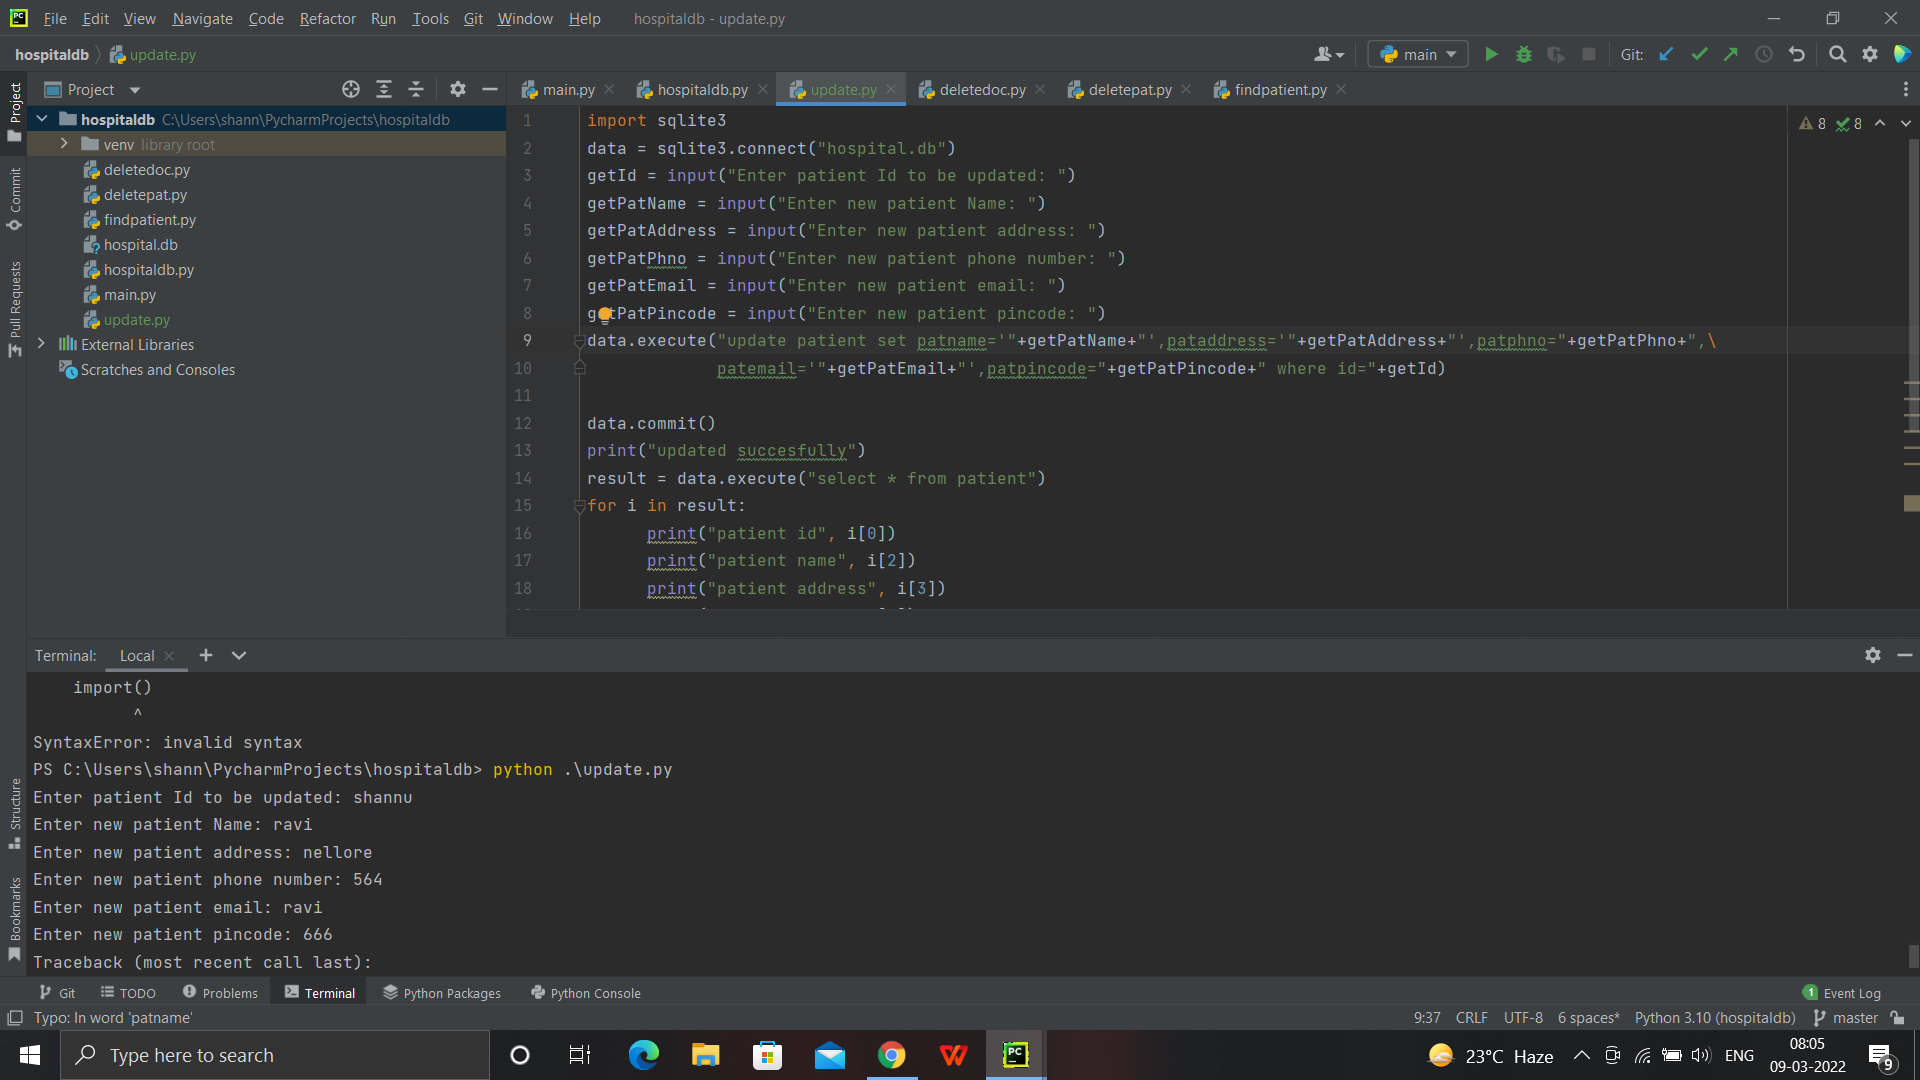 File Edit View Navigate Code Refactor Run Tools Git Window Help hospitaldb - update.py
hospitaldb update.py main Git:
Project
main.py hospitaldb.py update.py deletedoc.py deletepat.py findpatient.py
hospitaldb C:\Users\shann\PycharmProjects\hospitaldb
venv library root
deletedoc.py
deletepat.py
findpatient.py
hospital.db
hospitaldb.py
main.py
update.py
External Libraries
Scratches and Consoles
Project
Commit
Pull Requests
Structure
Bookmarks
8 8
1 import sqlite3
2 data = sqlite3.connect("hospital.db")
3 getId = input("Enter patient Id to be updated: ")
4 getPatName = input("Enter new patient Name: ")
5 getPatAddress = input("Enter new patient address: ")
6 getPatPhno = input("Enter new patient phone number: ")
7 getPatEmail = input("Enter new patient email: ")
8 getPatPincode = input("Enter new patient pincode: ")
9 data.execute("update patient set patname='"+getPatName+"',pataddress='"+getPatAddress+"',patphno="+getPatPhno+",\
10 patemail='"+getPatEmail+"',patpincode="+getPatPincode+" where id="+getId)
11
12 data.commit()
13 print("updated succesfully")
14 result = data.execute("select * from patient")
15 for i in result:
16 print("patient id", i[0])
17 print("patient name", i[2])
18 print("patient address", i[3])
Terminal: Local
import()
^
SyntaxError: invalid syntax
PS C:\Users\shann\PycharmProjects\hospitaldb> python .\update.py
Enter patient Id to be updated: shannu
Enter new patient Name: ravi
Enter new patient address: nellore
Enter new patient phone number: 564
Enter new patient email: ravi
Enter new patient pincode: 666
Traceback (most recent call last):
Git TODO Problems Terminal Python Packages Python Console 1 Event Log
Typo: In word 'patname' 9:37 CRLF UTF-8 6 spaces* Python 3.10 (hospitaldb) master
Type here to search
23°C Haze ENG
08:05
09-03-2022
9